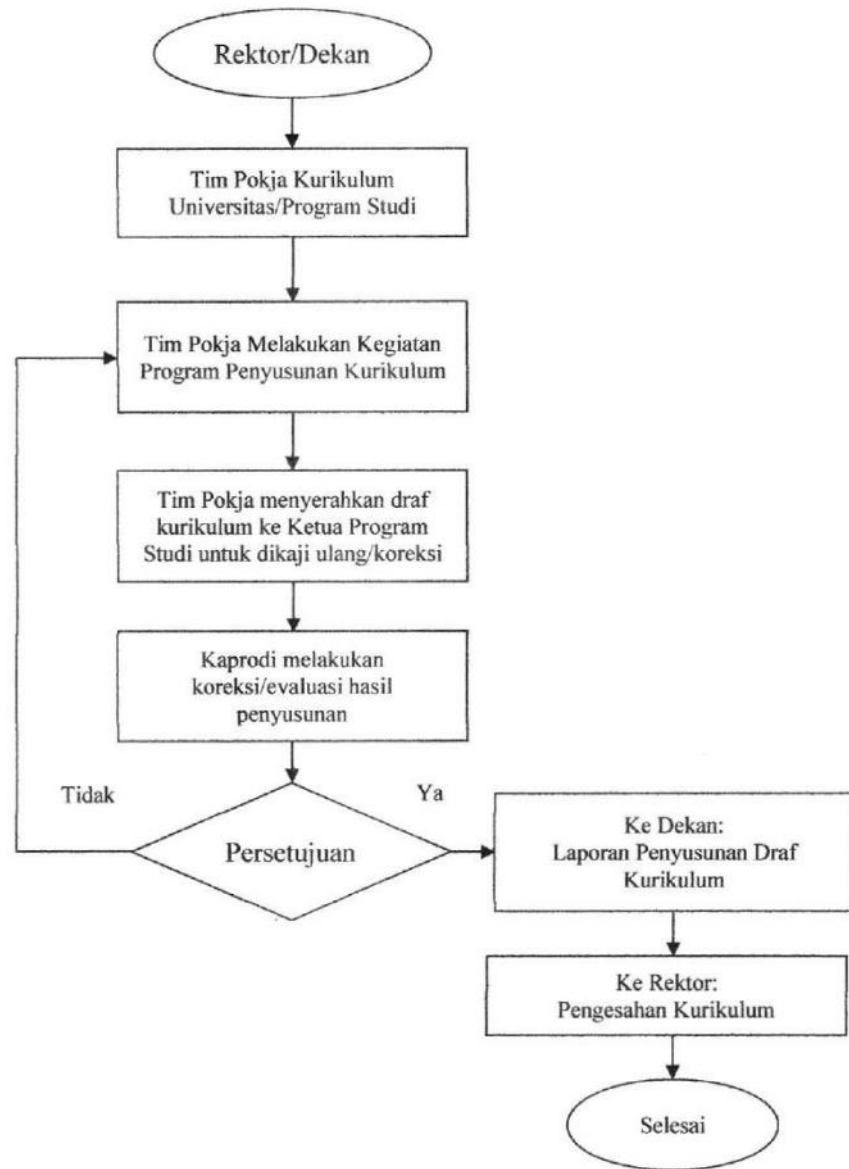 Rektor/Dekan
Tim Pokja Kurikulum
Universitas/Program Studi
Tim Pokja Melakukan Kegiatan
Program Penyusunan Kurikulum
Tim Pokja menyerahkan draf
kurikulum ke Ketua Program
Studi untuk dikaji ulang/koreksi
Kaprodi melakukan
koreksi/evaluasi hasil
penyusunan
Tidak
Ya
Persetujuan
Ke Dekan:
Laporan Penyusunan Draf
Kurikulum
Ke Rektor:
Pengesahan Kurikulum
Selesai